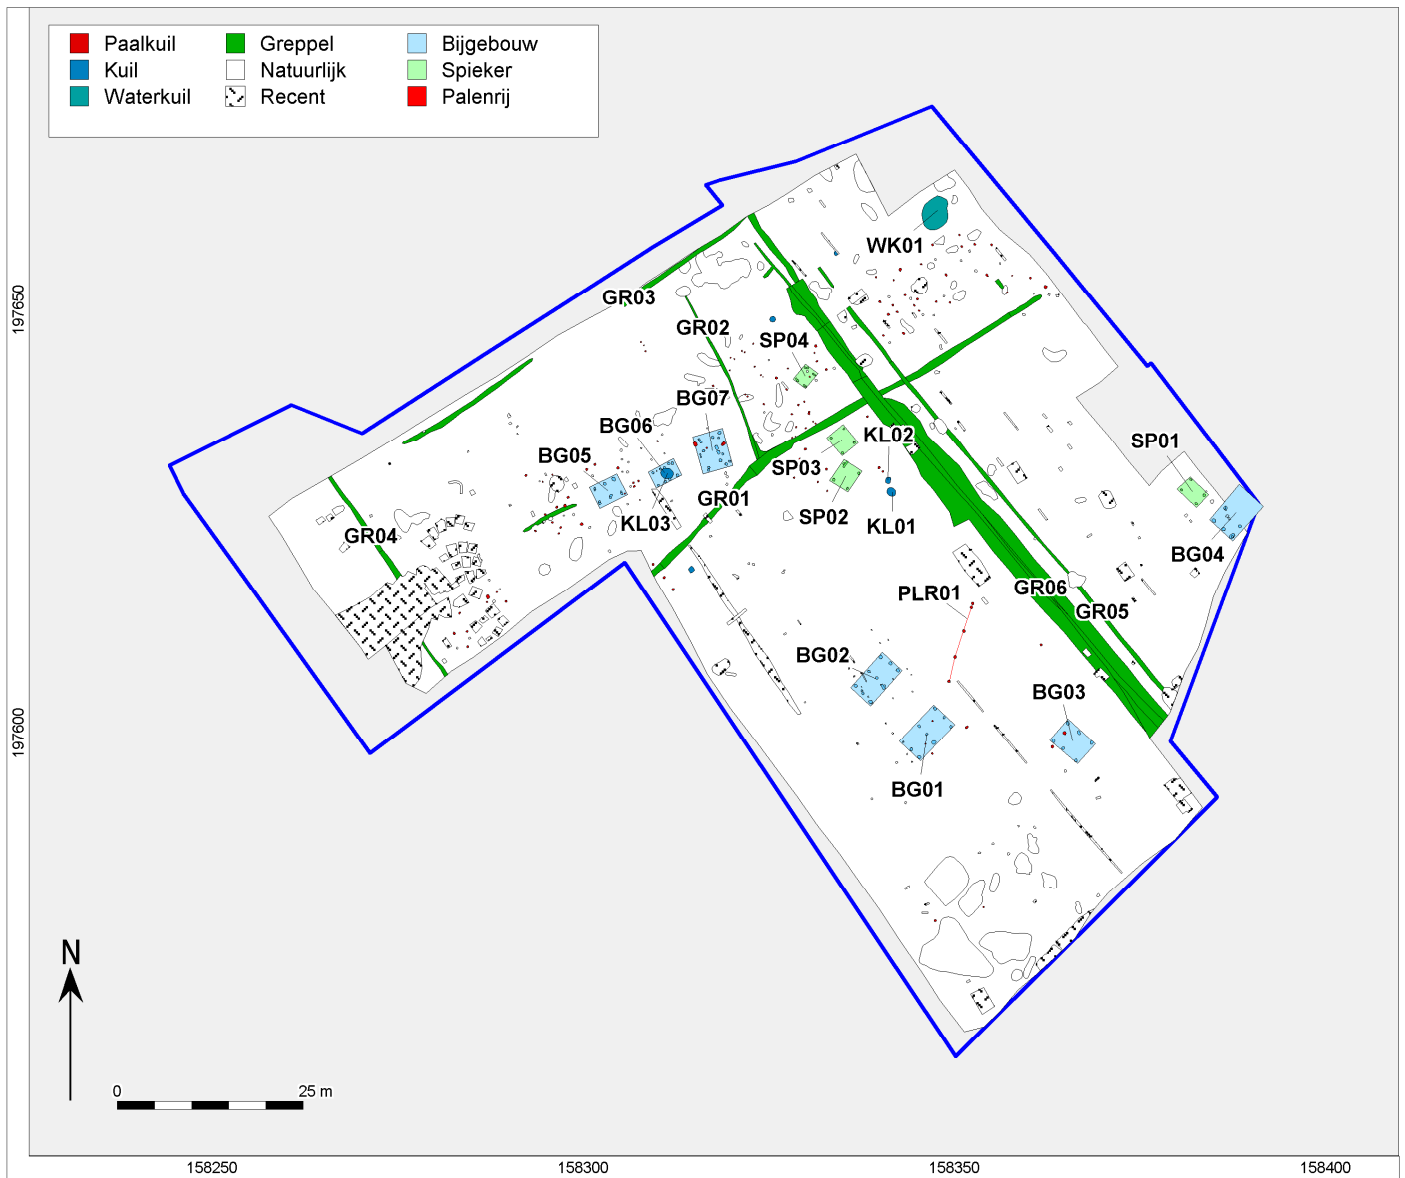 Paalkuil Greppel Bijgebouw
Kuil Natuurlijk Spieker
Waterkuil Recent Palenrij
WK01
GR03
197650
GR02
SP04
BG07
BG06
KL02
SP01
BG05
SP03
GR01
SP02
KL03
KL01
GR04
BG04
GR06
PLR01
GR05
BG02
BG03
197600
BG01
N
0 25 m
158250 158300 158350 158400